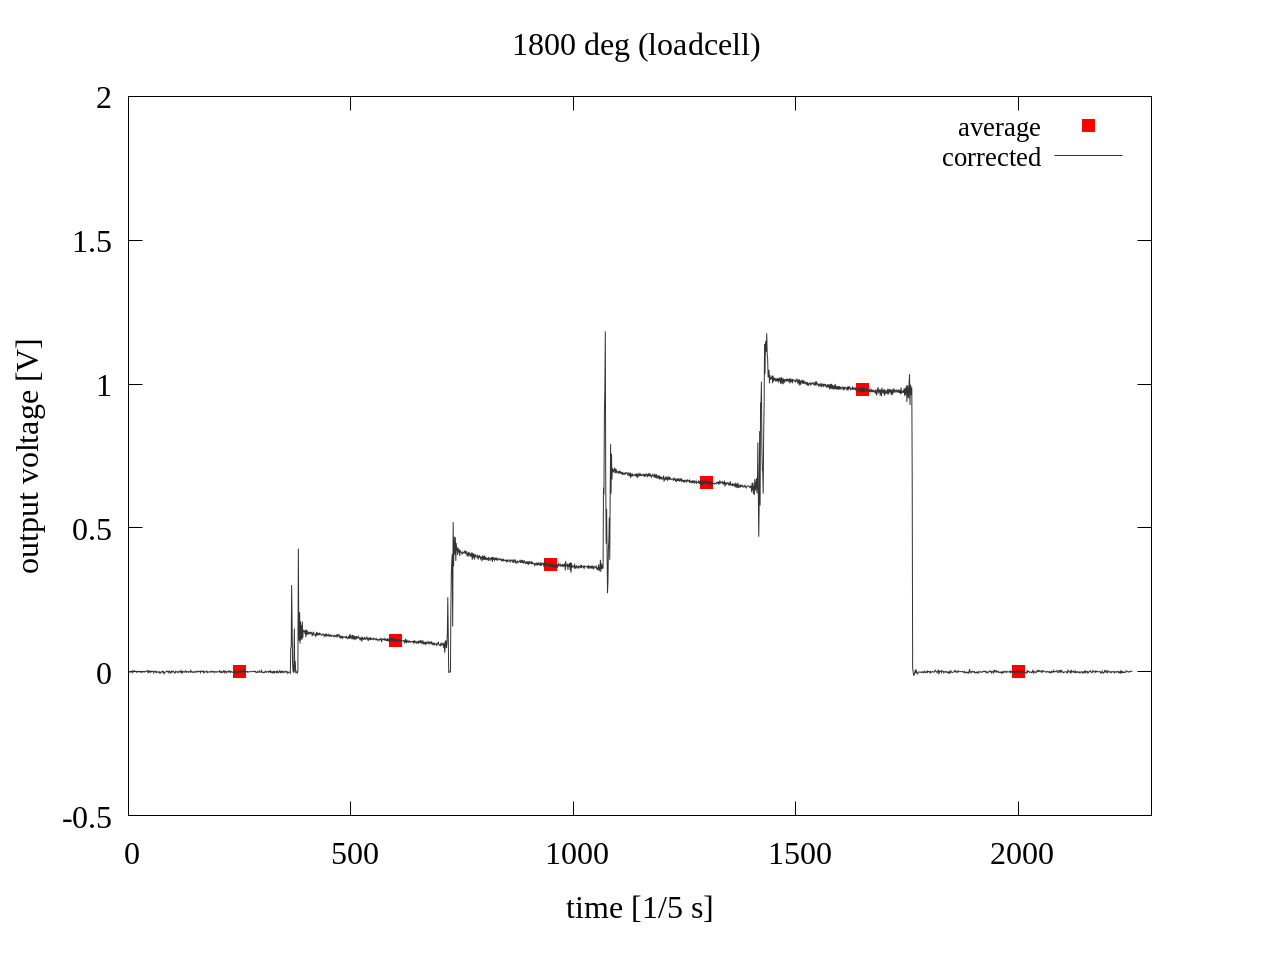 1800 deg (loadcell)
average
corrected
2
1.5
1
0.5
0
-0.5
output voltage [V]
0 500 1000 1500 2000
time [1/5 s]